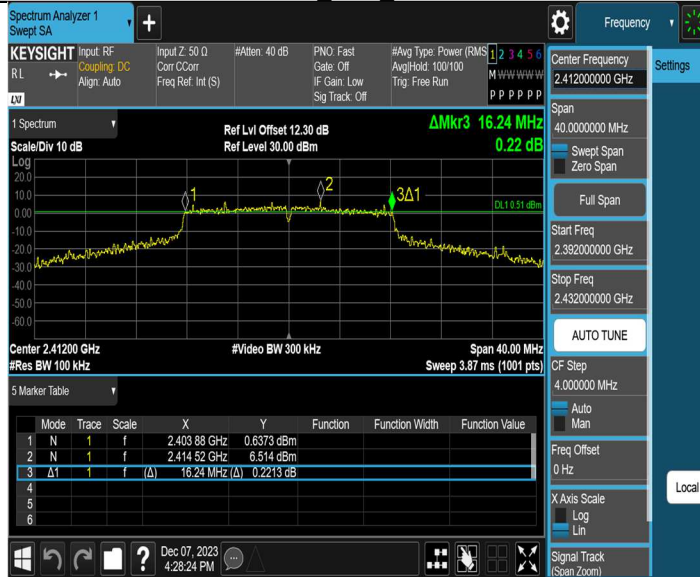 Spectrum Analyzer 1
Swept SA
+
Frequency
KEYSIGHT
RL
LXI
Input: RF
Coupling: DC
Align: Auto
Input Z: 50 Ω
Corr CCorr
Freq Ref: Int (S)
#Atten: 40 dB
PNO: Fast
Gate: Off
IF Gain: Low
Sig Track: Off
#Avg Type: Power (RMS
Avg|Hold: 100/100
Trig: Free Run
1 2 3 4 5 6
M W W W W W
P P P P P P
1 Spectrum
Scale/Div 10 dB
Ref Lvl Offset 12.30 dB
Ref Level 30.00 dBm
ΔMkr3 16.24 MHz
0.22 dB
Log
20.0
10.0
0.00
-10.0
-20.0
-30.0
-40.0
-50.0
-60.0
1
2
3Δ1
DL1 0.51 dBm
Center 2.41200 GHz
#Video BW 300 kHz
Span 40.00 MHz
#Res BW 100 kHz
Sweep 3.87 ms (1001 pts)
5 Marker Table
Mode Trace Scale X Y Function Function Width Function Value
1 N 1 f 2.403 88 GHz 0.6373 dBm
2 N 1 f 2.414 52 GHz 6.514 dBm
3 Δ1 1 f (Δ) 16.24 MHz (Δ) 0.2213 dB
4
5
6
?
Dec 07, 2023
4:28:24 PM
Center Frequency
2.412000000 GHz
Settings
Span
40.0000000 MHz
Swept Span
Zero Span
Full Span
Start Freq
2.392000000 GHz
Stop Freq
2.432000000 GHz
AUTO TUNE
CF Step
4.000000 MHz
Auto
Man
Freq Offset
0 Hz
X Axis Scale
Log
Lin
Signal Track
(Span Zoom)
Local